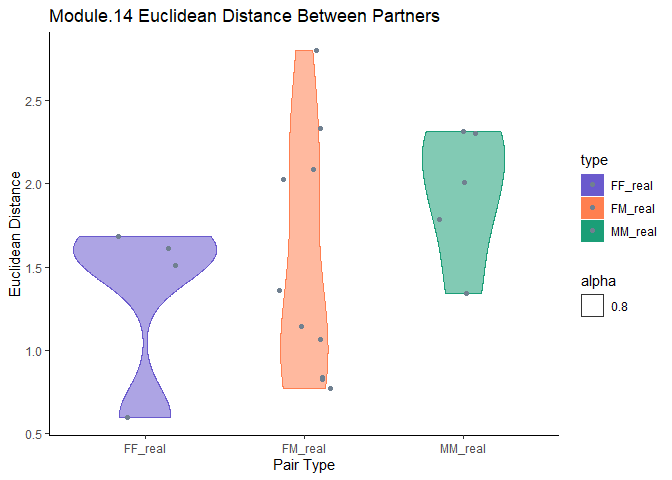 Module.14 Euclidean Distance Between Partners
Euclidean Distance
2.5
2.0
1.5
1.0
0.5
FF_real
FM_real
MM_real
Pair Type
type
FF_real
FM_real
MM_real
alpha
0.8